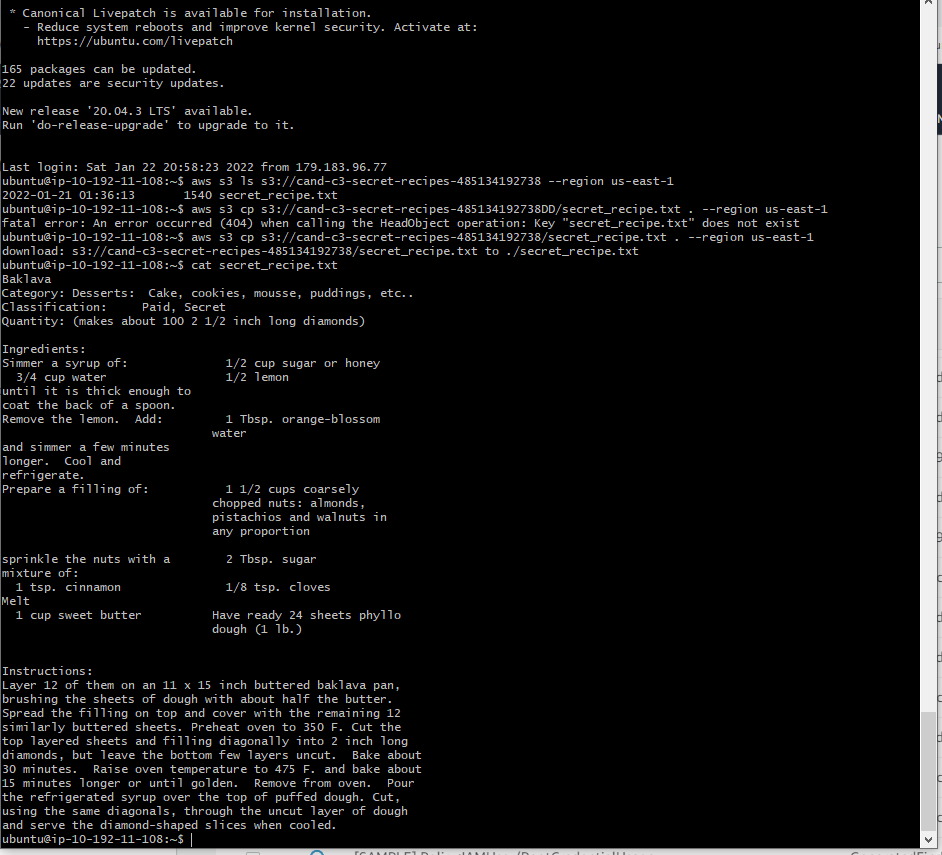 * Canonical Livepatch is available for installation.
- Reduce system reboots and improve kernel security. Activate at:
https://ubuntu.com/livepatch
165 packages can be updated.
22 updates are security updates.
New release '20.04.3 LTS' available.
Run 'do-release-upgrade' to upgrade to it.
Last login: Sat Jan 22 20:58:23 2022 from 179.183.96.77
ubuntu@ip-10-192-11-108:~$ aws s3 ls s3://cand-c3-secret-recipes-485134192738 --region us-east-1
2022-01-21 01:36:13       1540 secret_recipe.txt
ubuntu@ip-10-192-11-108:~$ aws s3 cp s3://cand-c3-secret-recipes-485134192738DD/secret_recipe.txt . --region us-east-1
fatal error: An error occurred (404) when calling the HeadObject operation: Key "secret_recipe.txt" does not exist
ubuntu@ip-10-192-11-108:~$ aws s3 cp s3://cand-c3-secret-recipes-485134192738/secret_recipe.txt . --region us-east-1
download: s3://cand-c3-secret-recipes-485134192738/secret_recipe.txt to ./secret_recipe.txt
ubuntu@ip-10-192-11-108:~$ cat secret_recipe.txt
Baklava
Category: Desserts:  Cake, cookies, mousse, puddings, etc..
Classification:     Paid, Secret
Quantity: (makes about 100 2 1/2 inch long diamonds)
Ingredients:
Simmer a syrup of:              1/2 cup sugar or honey
3/4 cup water                 1/2 lemon
until it is thick enough to
coat the back of a spoon.
Remove the lemon.  Add:         1 Tbsp. orange-blossom
water
and simmer a few minutes
longer.  Cool and
refrigerate.
Prepare a filling of:           1 1/2 cups coarsely
chopped nuts: almonds,
pistachios and walnuts in
any proportion
sprinkle the nuts with a        2 Tbsp. sugar
mixture of:
1 tsp. cinnamon               1/8 tsp. cloves
Melt
1 cup sweet butter          Have ready 24 sheets phyllo
dough (1 lb.)
Instructions:
Layer 12 of them on an 11 x 15 inch buttered baklava pan,
brushing the sheets of dough with about half the butter.
Spread the filling on top and cover with the remaining 12
similarly buttered sheets. Preheat oven to 350 F. Cut the
top layered sheets and filling diagonally into 2 inch long
diamonds, but leave the bottom few layers uncut.  Bake about
30 minutes.  Raise oven temperature to 475 F. and bake about
15 minutes longer or until golden.  Remove from oven.  Pour
the refrigerated syrup over the top of puffed dough. Cut,
using the same diagonals, through the uncut layer of dough
and serve the diamond-shaped slices when cooled.
ubuntu@ip-10-192-11-108:~$